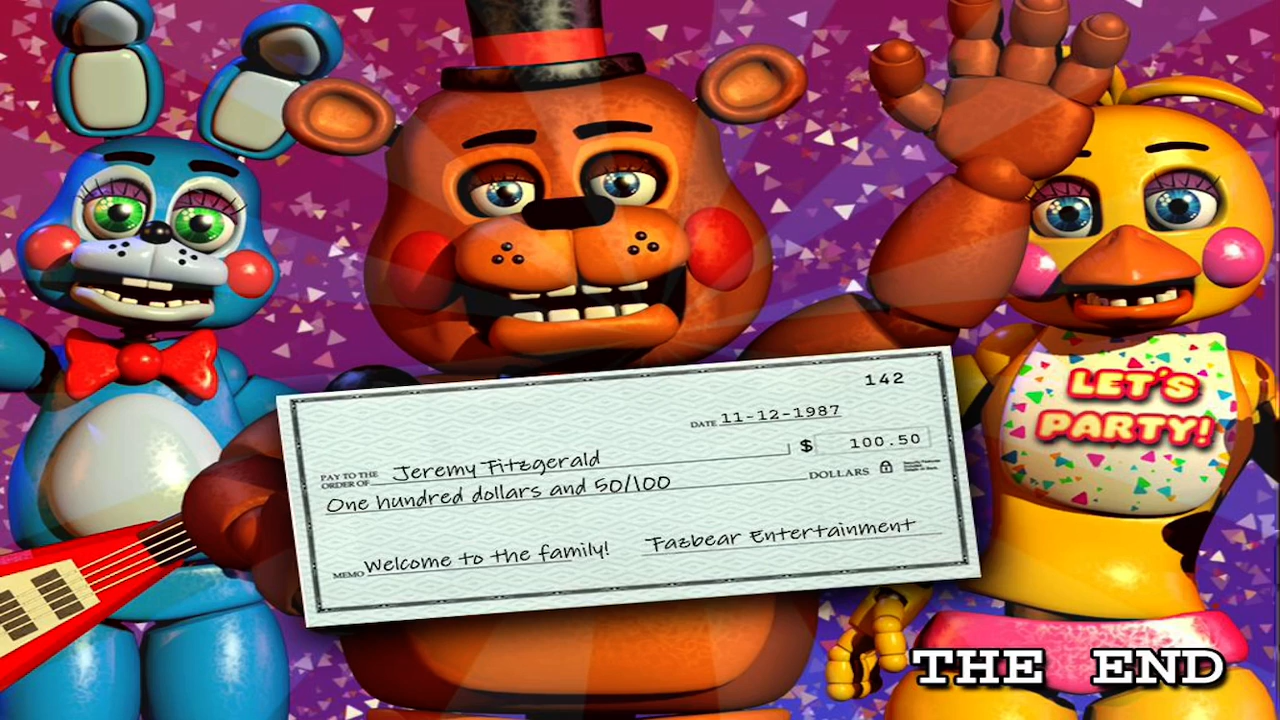 142
DATE 11-12-1987
PAY TO THE
ORDER OF Jeremy Fitzgerald $ 100.50
One hundred dollars and 50/100 DOLLARS
MEMO Welcome to the family! Fazbear Entertainment
LET'S
PARTY!
THE END